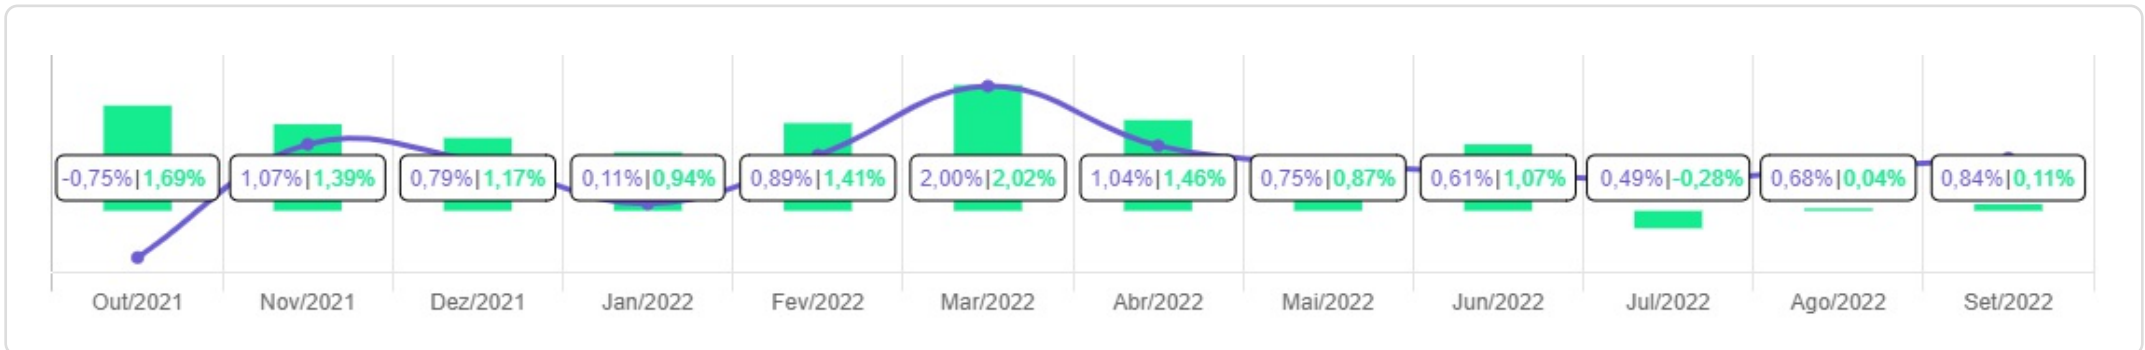 -0,75%|1,69% 1,07%|1,39% 0,79%|1,17% 0,11%|0,94% 0,89%|1,41% 2,00%|2,02% 1,04%|1,46% 0,75%|0,87% 0,61%|1,07% 0,49%|-0,28% 0,68%|0,04% 0,84%|0,11%
Out/2021 Nov/2021 Dez/2021 Jan/2022 Fev/2022 Mar/2022 Abr/2022 Mai/2022 Jun/2022 Jul/2022 Ago/2022 Set/2022